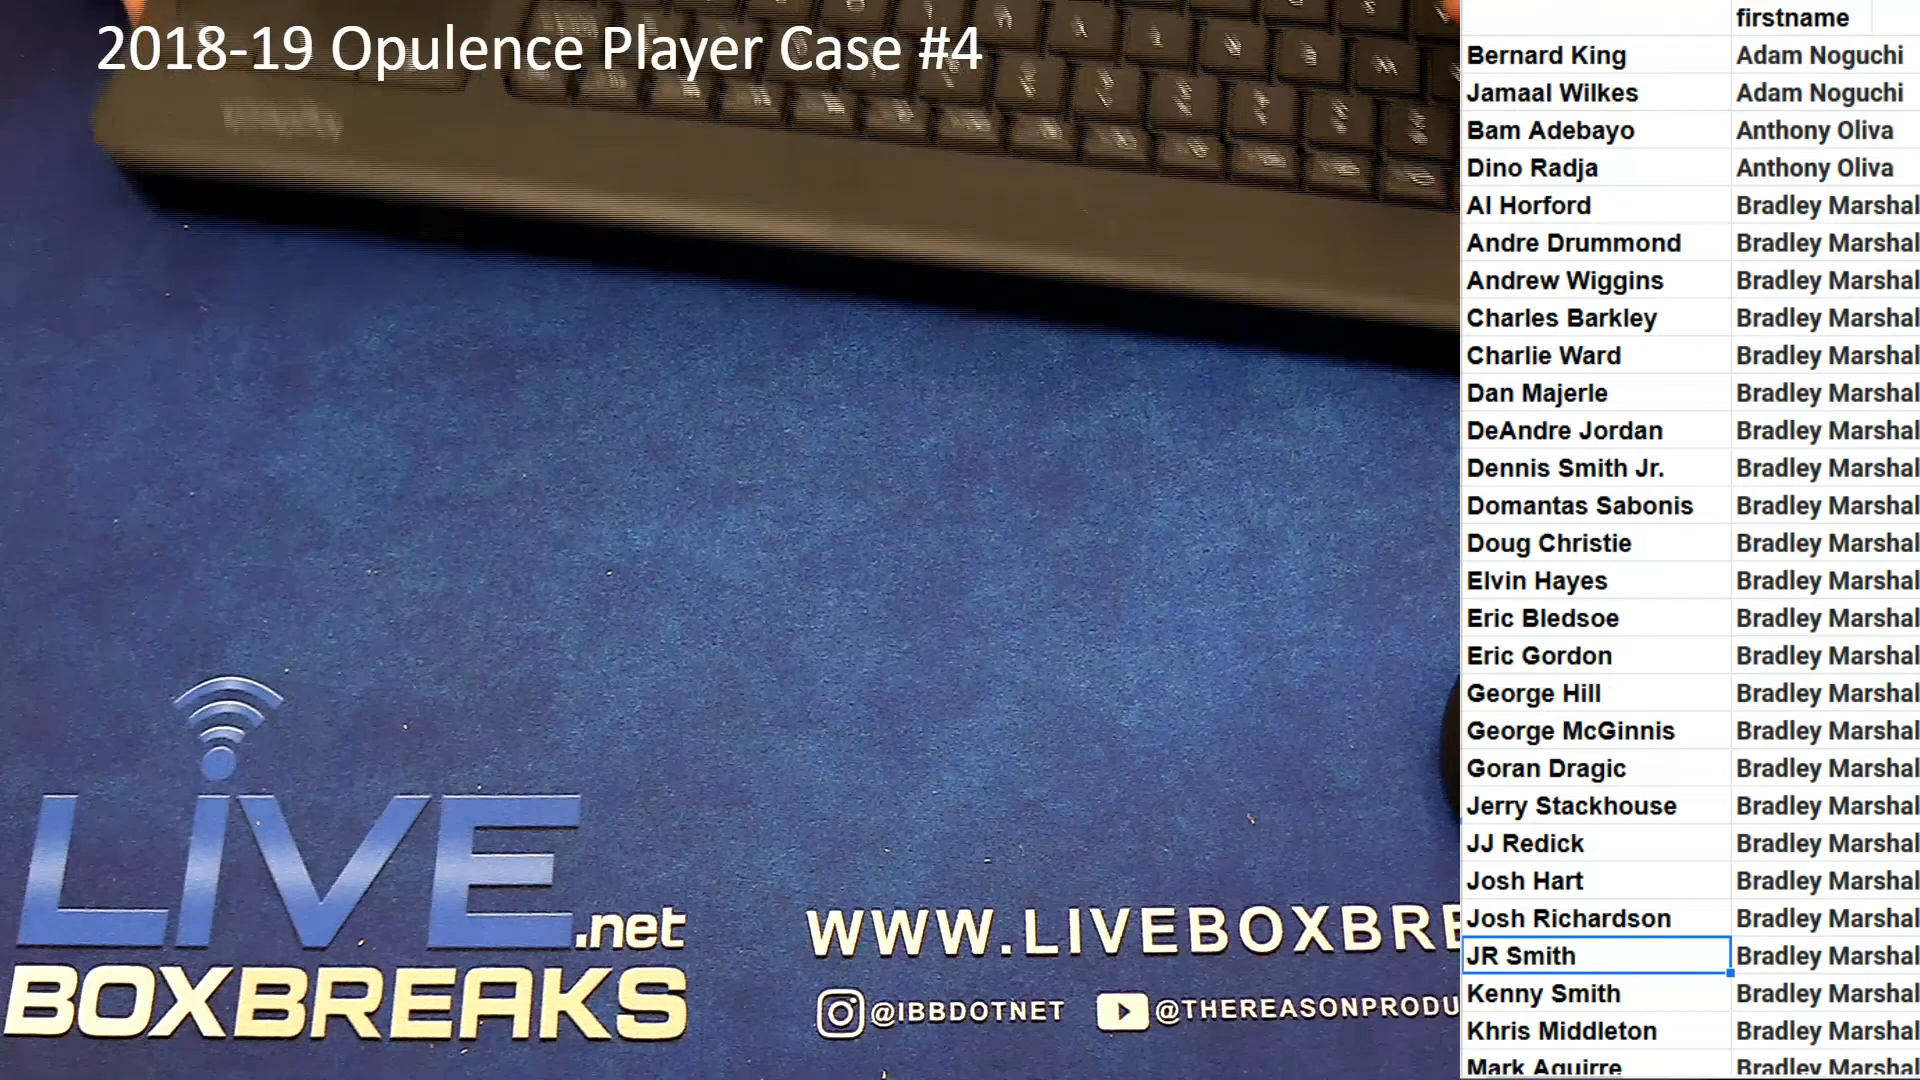 2018-19 Opulence Player Case #4
firstname
Bernard King Adam Noguchi
Jamaal Wilkes Adam Noguchi
Bam Adebayo Anthony Oliva
Dino Radja Anthony Oliva
Al Horford Bradley Marshal
Andre Drummond Bradley Marshal
Andrew Wiggins Bradley Marshal
Charles Barkley Bradley Marshal
Charlie Ward Bradley Marshal
Dan Majerle Bradley Marshal
DeAndre Jordan Bradley Marshal
Dennis Smith Jr. Bradley Marshal
Domantas Sabonis Bradley Marshal
Doug Christie Bradley Marshal
Elvin Hayes Bradley Marshal
Eric Bledsoe Bradley Marshal
Eric Gordon Bradley Marshal
George Hill Bradley Marshal
George McGinnis Bradley Marshal
Goran Dragic Bradley Marshal
Jerry Stackhouse Bradley Marshal
JJ Redick Bradley Marshal
Josh Hart Bradley Marshal
Josh Richardson Bradley Marshal
JR Smith Bradley Marshal
Kenny Smith Bradley Marshal
Khris Middleton Bradley Marshal
Mark Aguirre Bradley Marshal
LiVE.net
BOXBREAKS
WWW.LIVEBOXBRE
@IBBDOTNET @THEREASONPRODU